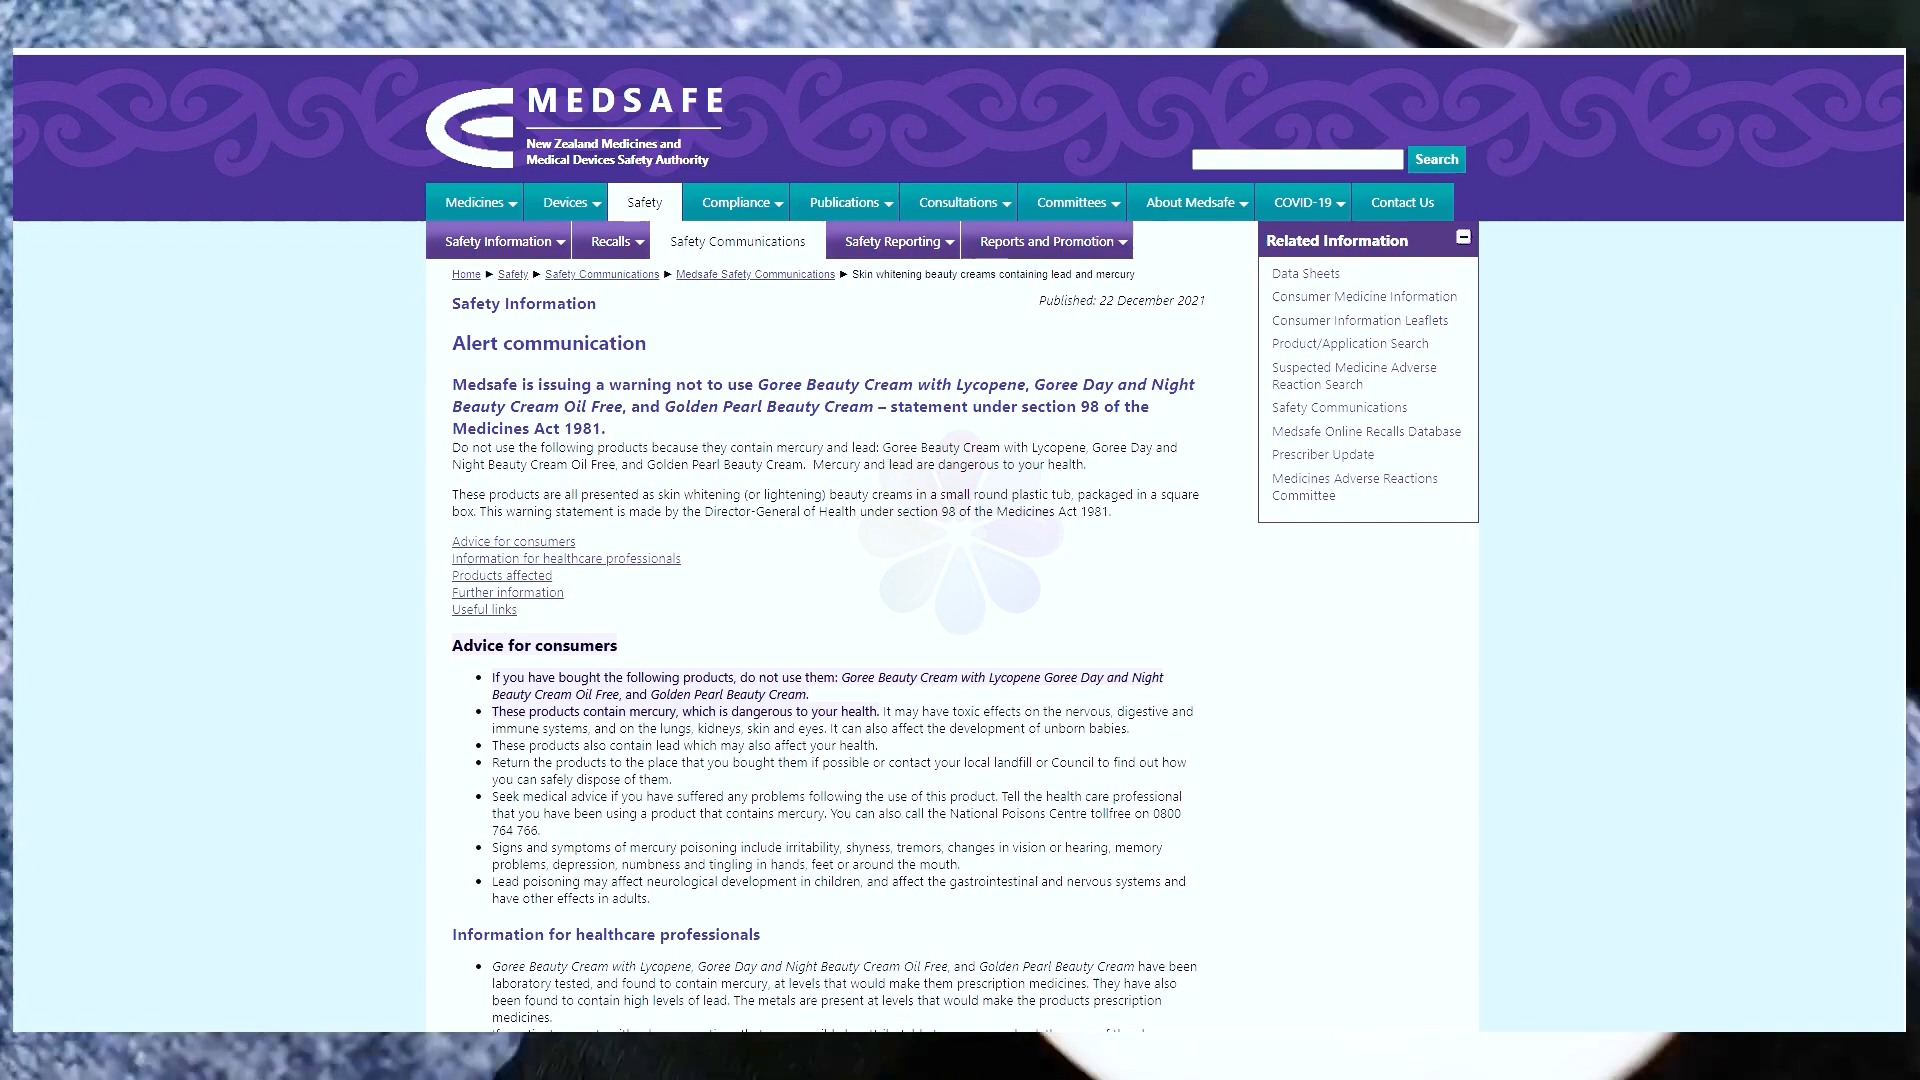 MEDSAFE
New Zealand Medicines and
Medical Devices Safety Authority
Search
Medicines Devices Safety Compliance Publications Consultations Committees About Medsafe COVID-19 Contact Us
Safety Information Recalls Safety Communications Safety Reporting Reports and Promotion
Home ► Safety ► Safety Communications ► Medsafe Safety Communications ► Skin whitening beauty creams containing lead and mercury
Safety Information
Published: 22 December 2021
Alert communication
Medsafe is issuing a warning not to use Goree Beauty Cream with Lycopene, Goree Day and Night
Beauty Cream Oil Free, and Golden Pearl Beauty Cream – statement under section 98 of the
Medicines Act 1981.
Do not use the following products because they contain mercury and lead: Goree Beauty Cream with Lycopene, Goree Day and
Night Beauty Cream Oil Free, and Golden Pearl Beauty Cream. Mercury and lead are dangerous to your health.
These products are all presented as skin whitening (or lightening) beauty creams in a small round plastic tub, packaged in a square
box. This warning statement is made by the Director-General of Health under section 98 of the Medicines Act 1981.
Advice for consumers
Information for healthcare professionals
Products affected
Further information
Useful links
Advice for consumers
• If you have bought the following products, do not use them: Goree Beauty Cream with Lycopene Goree Day and Night
Beauty Cream Oil Free, and Golden Pearl Beauty Cream.
• These products contain mercury, which is dangerous to your health. It may have toxic effects on the nervous, digestive and
immune systems, and on the lungs, kidneys, skin and eyes. It can also affect the development of unborn babies.
• These products also contain lead which may also affect your health.
• Return the products to the place that you bought them if possible or contact your local landfill or Council to find out how
you can safely dispose of them.
• Seek medical advice if you have suffered any problems following the use of this product. Tell the health care professional
that you have been using a product that contains mercury. You can also call the National Poisons Centre tollfree on 0800
764 766.
• Signs and symptoms of mercury poisoning include irritability, shyness, tremors, changes in vision or hearing, memory
problems, depression, numbness and tingling in hands, feet or around the mouth.
• Lead poisoning may affect neurological development in children, and affect the gastrointestinal and nervous systems and
have other effects in adults.
Information for healthcare professionals
• Goree Beauty Cream with Lycopene, Goree Day and Night Beauty Cream Oil Free, and Golden Pearl Beauty Cream have been
laboratory tested, and found to contain mercury, at levels that would make them prescription medicines. They have also
been found to contain high levels of lead. The metals are present at levels that would make the products prescription
medicines.
Related Information
Data Sheets
Consumer Medicine Information
Consumer Information Leaflets
Product/Application Search
Suspected Medicine Adverse
Reaction Search
Safety Communications
Medsafe Online Recalls Database
Prescriber Update
Medicines Adverse Reactions
Committee